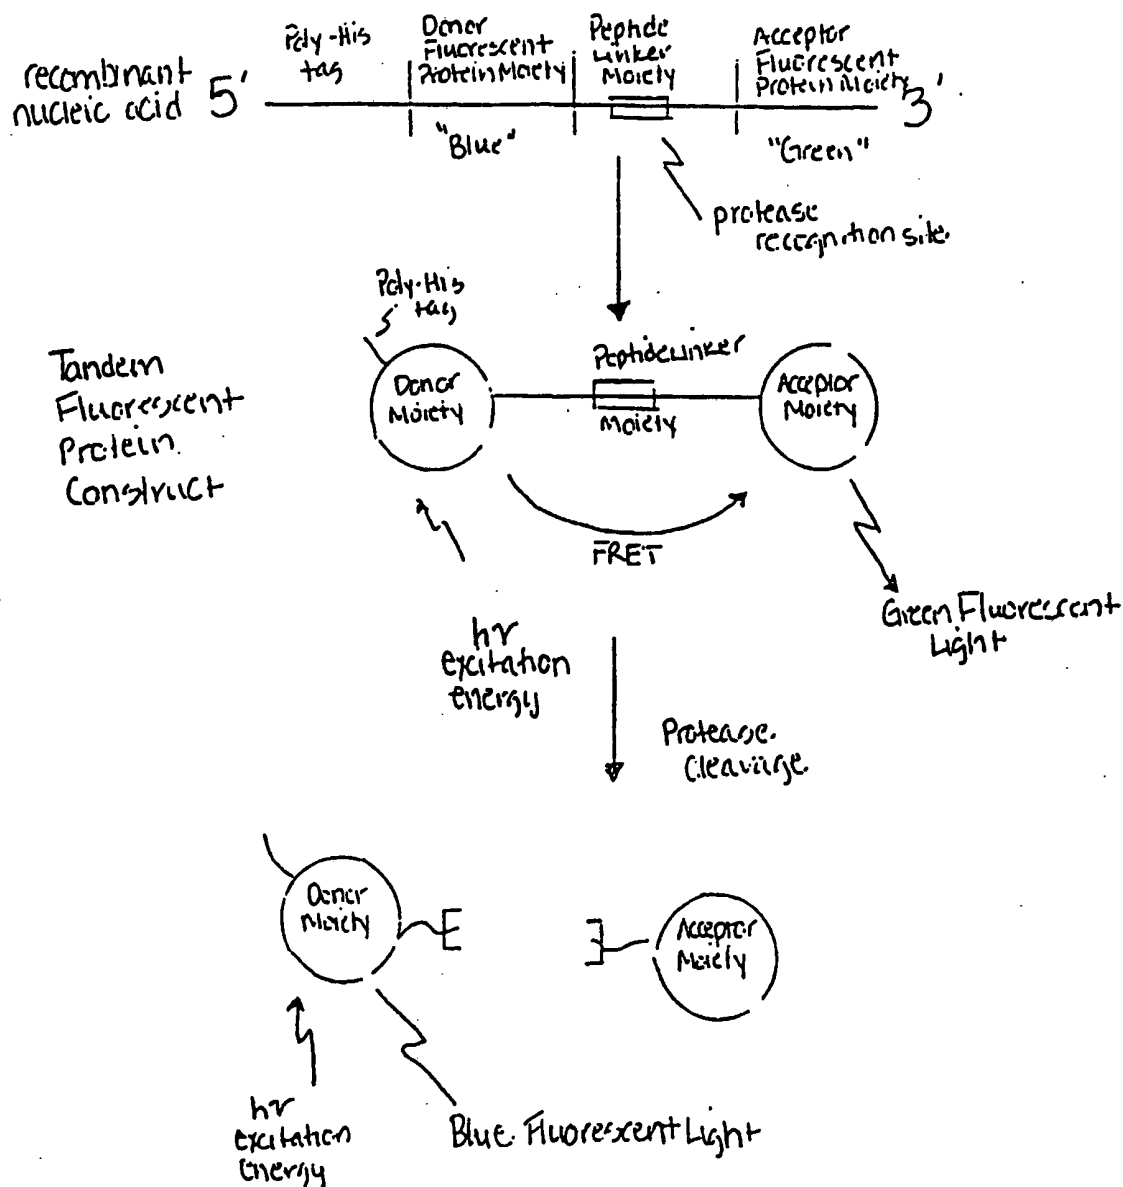 recombinant
nucleic acid
5'
Poly-His
tag
Donor
Fluorescent
Protein Moiety
Peptide
Linker
Moiety
Acceptor
Fluorescent
Protein Moiety
3'
"Blue"
"Green"
protease
recognition site.
Tandem
Fluorescent
Protein
Construct
Poly-His
tag
Donor
Moiety
Peptide Linker
Moiety
Acceptor
Moiety
FRET
hν
excitation
energy
Green Fluorescent
Light
Protease
Cleavage
Donor
Moiety
Acceptor
Moiety
hν
excitation
energy
Blue Fluorescent Light